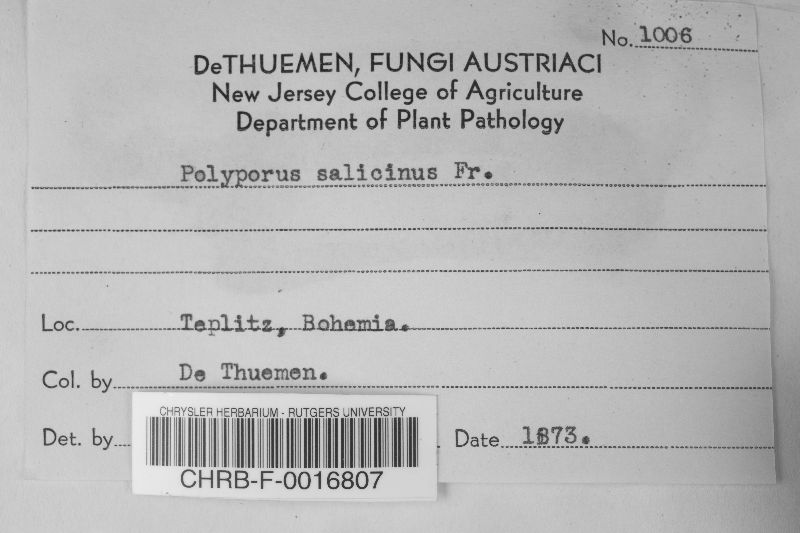 No. 1006
DeTHUEMEN, FUNGI AUSTRIACI
New Jersey College of Agriculture
Department of Plant Pathology
Polyporus salicinus Fr.
Loc. Teplitz, Bohemia.
Col. by De Thuemen.
Det. by
Date 1873.
CHRYSLER HERBARIUM - RUTGERS UNIVERSITY
CHRB-F-0016807